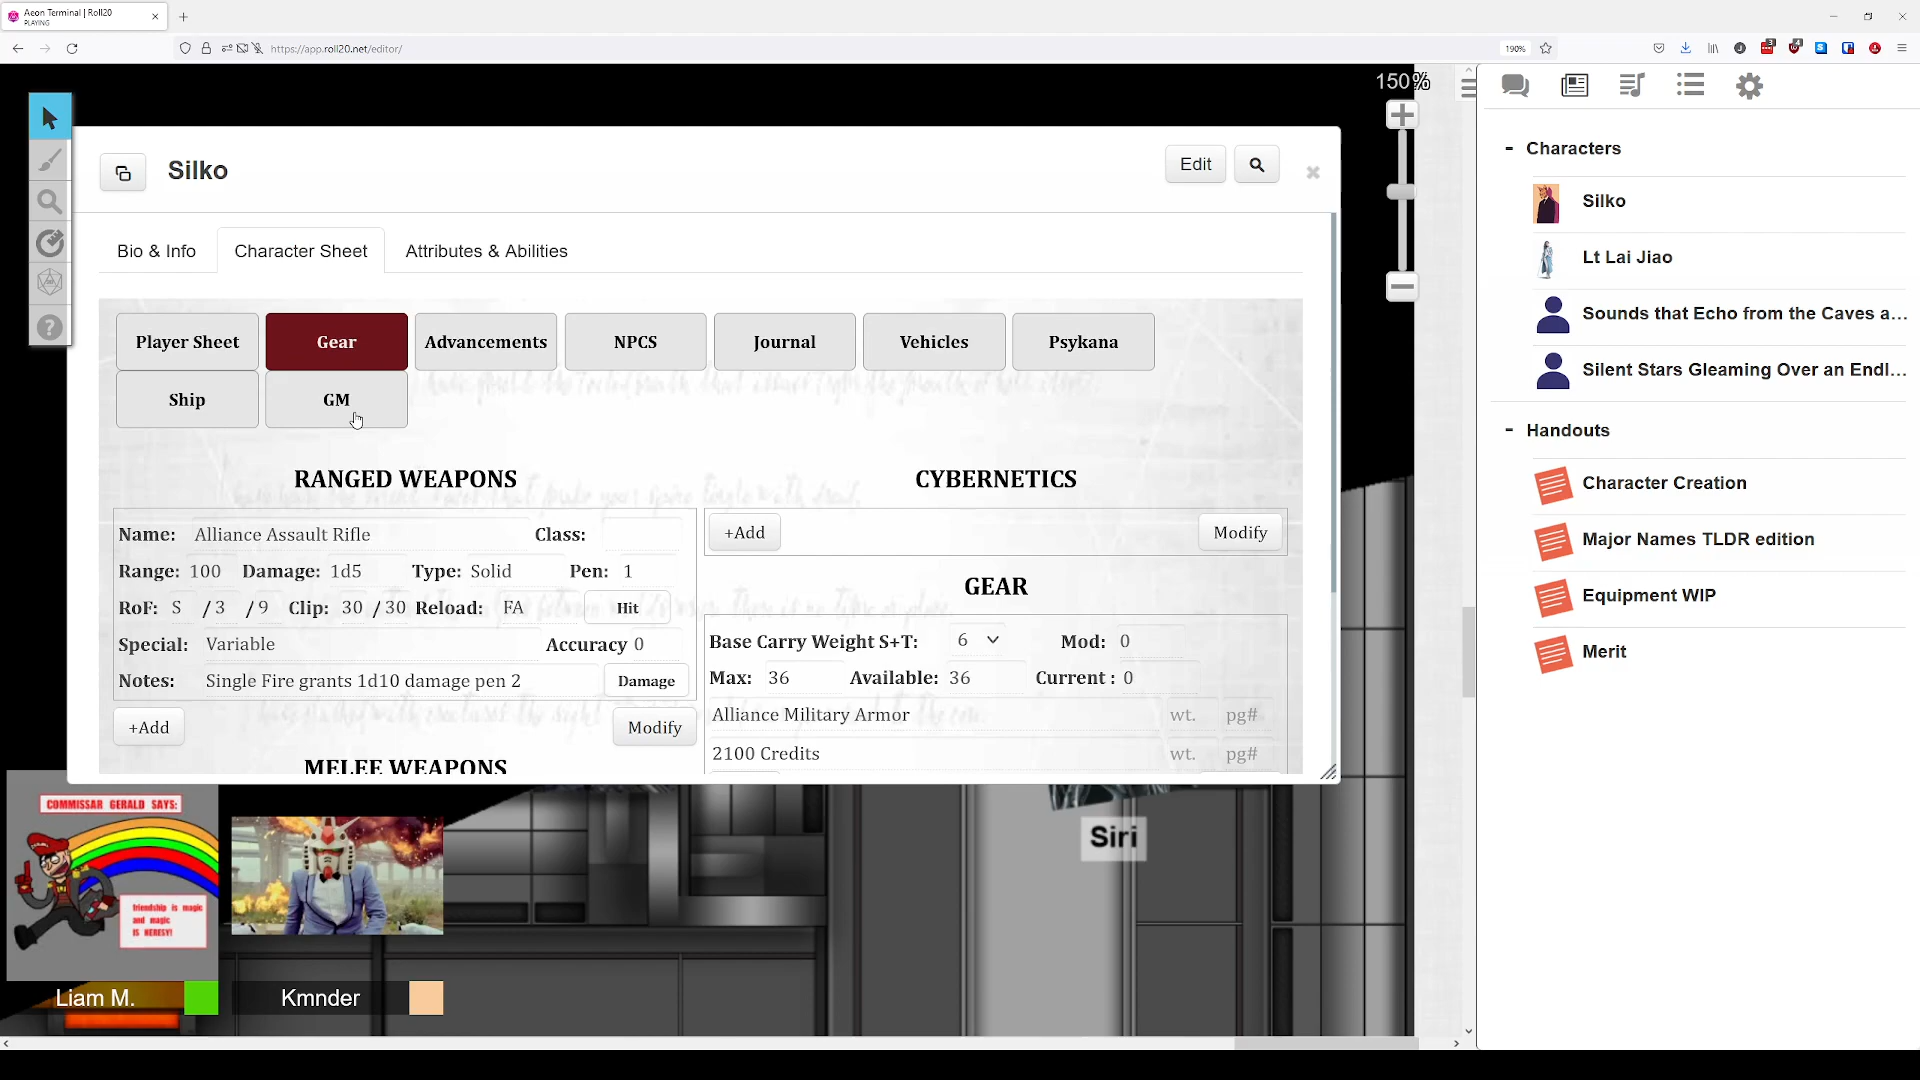 Aeon Terminal | Roll20
PLAYING
https://app.roll20.net/editor/
190%
3
4
150%
Silko
Edit
Bio & Info
Character Sheet
Attributes & Abilities
Player Sheet
Gear
Advancements
NPCS
Journal
Vehicles
Psykana
Ship
GM
RANGED WEAPONS
Name: Alliance Assault Rifle Class:
Range: 100 Damage: 1d5 Type: Solid Pen: 1
RoF: S /3 /9 Clip: 30 /30 Reload: FA Hit
Special: Variable Accuracy 0
Notes: Single Fire grants 1d10 damage pen 2 Damage
+Add Modify
MELEE WEAPONS
CYBERNETICS
+Add Modify
GEAR
Base Carry Weight S+T: 6 Mod: 0
Max: 36 Available: 36 Current : 0
Alliance Military Armor wt. pg#
2100 Credits wt. pg#
Siri
COMMISSAR GERALD SAYS:
friendship is magic
and magic
IS HERESY!
Liam M.
Kmnder
- Characters
Silko
Lt Lai Jiao
Sounds that Echo from the Caves a...
Silent Stars Gleaming Over an Endl...
- Handouts
Character Creation
Major Names TLDR edition
Equipment WIP
Merit